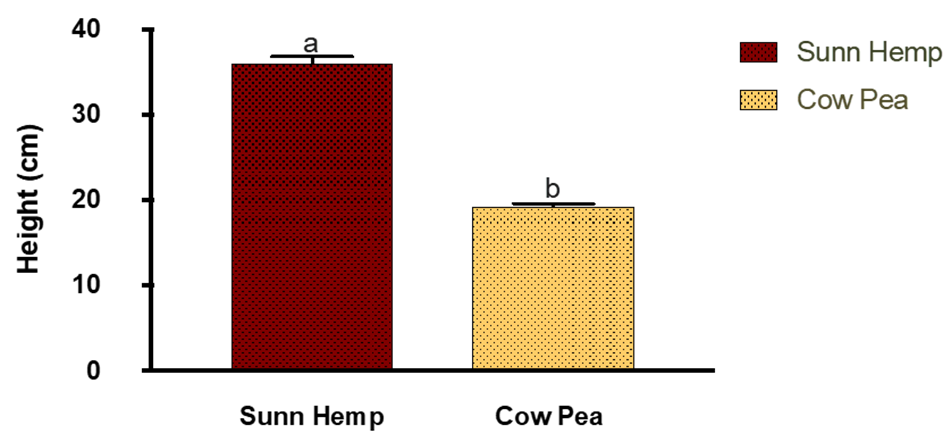 40
30
20
10
0
Height (cm)
a
b
Sunn Hemp
Cow Pea
Sunn Hemp
Cow Pea